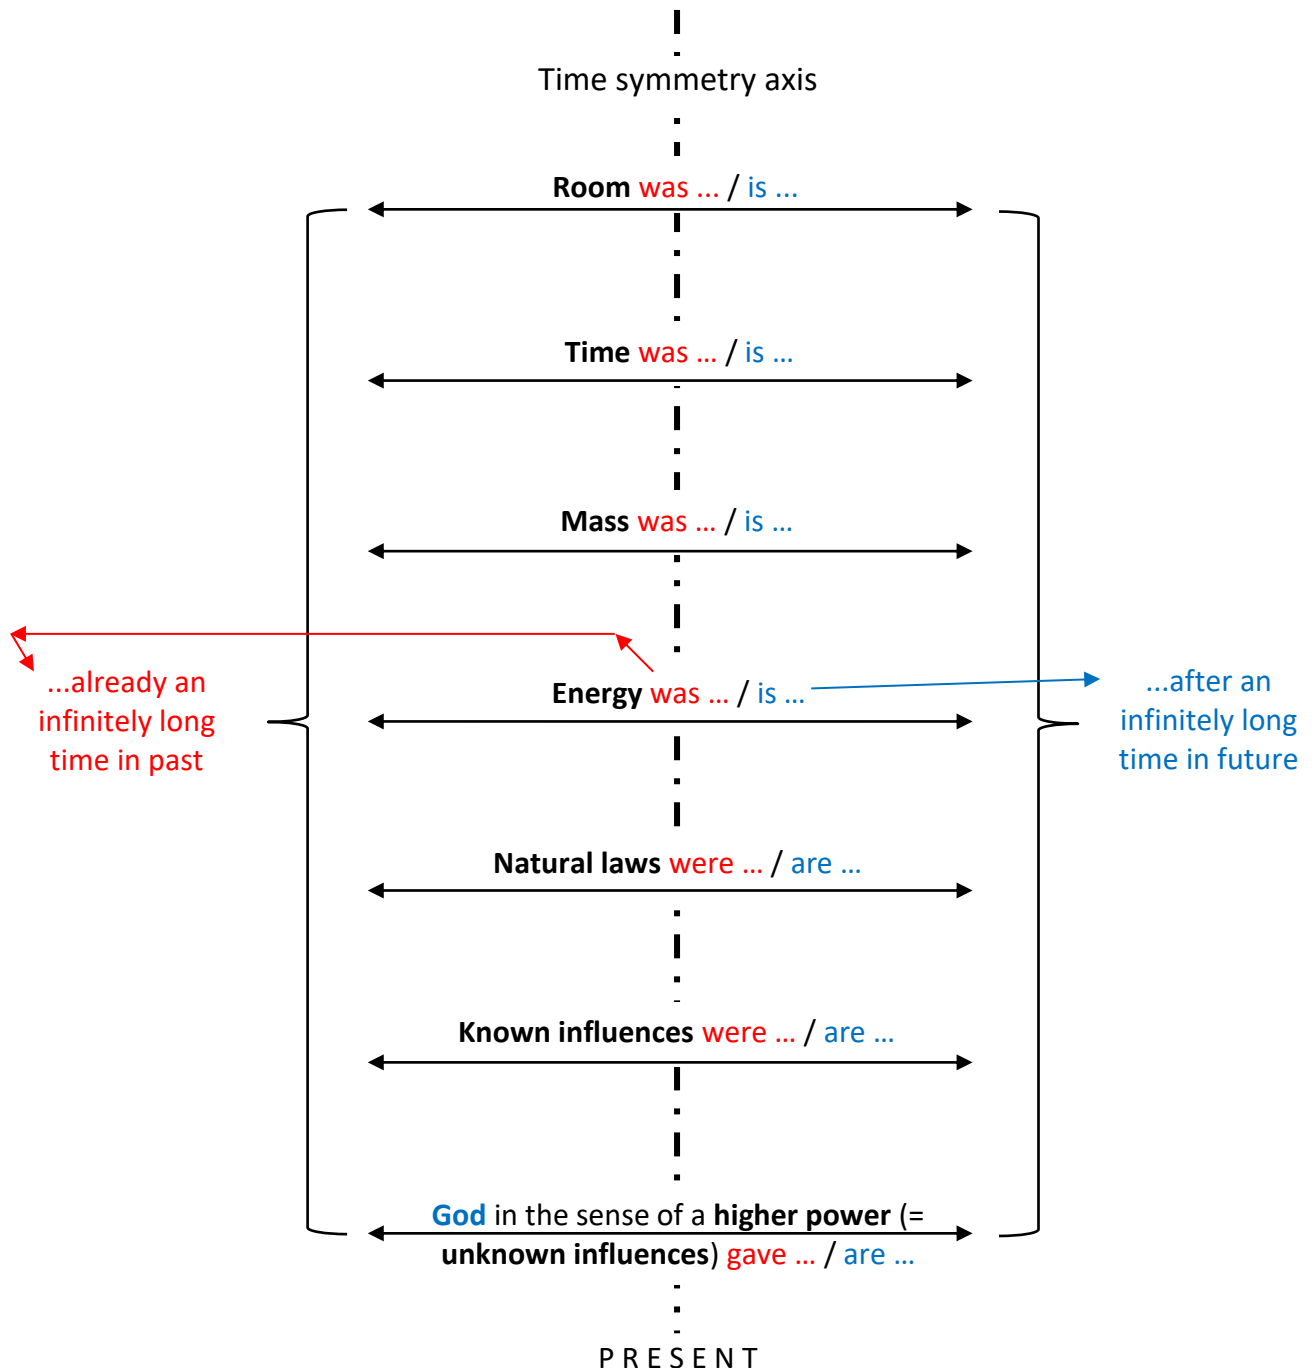 Time symmetry axis
Room was ... / is ...
Time was ... / is ...
Mass was ... / is ...
...already an
infinitely long
time in past
Energy was ... / is ...
...after an
infinitely long
time in future
Natural laws were ... / are ...
Known influences were ... / are ...
God in the sense of a higher power (=
unknown influences) gave ... / are ...
P R E S E N T